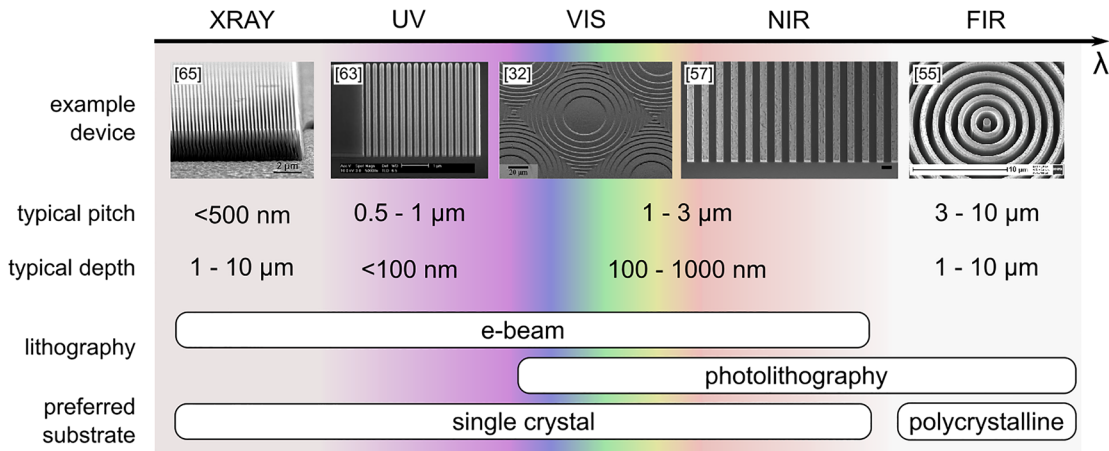 XRAY UV VIS NIR FIR
λ
example
device
[65] [63] [32] [57] [55]
2 µm
20 µm
10 µm
typical pitch <500 nm 0.5 - 1 µm 1 - 3 µm 3 - 10 µm
typical depth 1 - 10 µm <100 nm 100 - 1000 nm 1 - 10 µm
lithography
e-beam
photolithography
preferred
substrate
single crystal polycrystalline